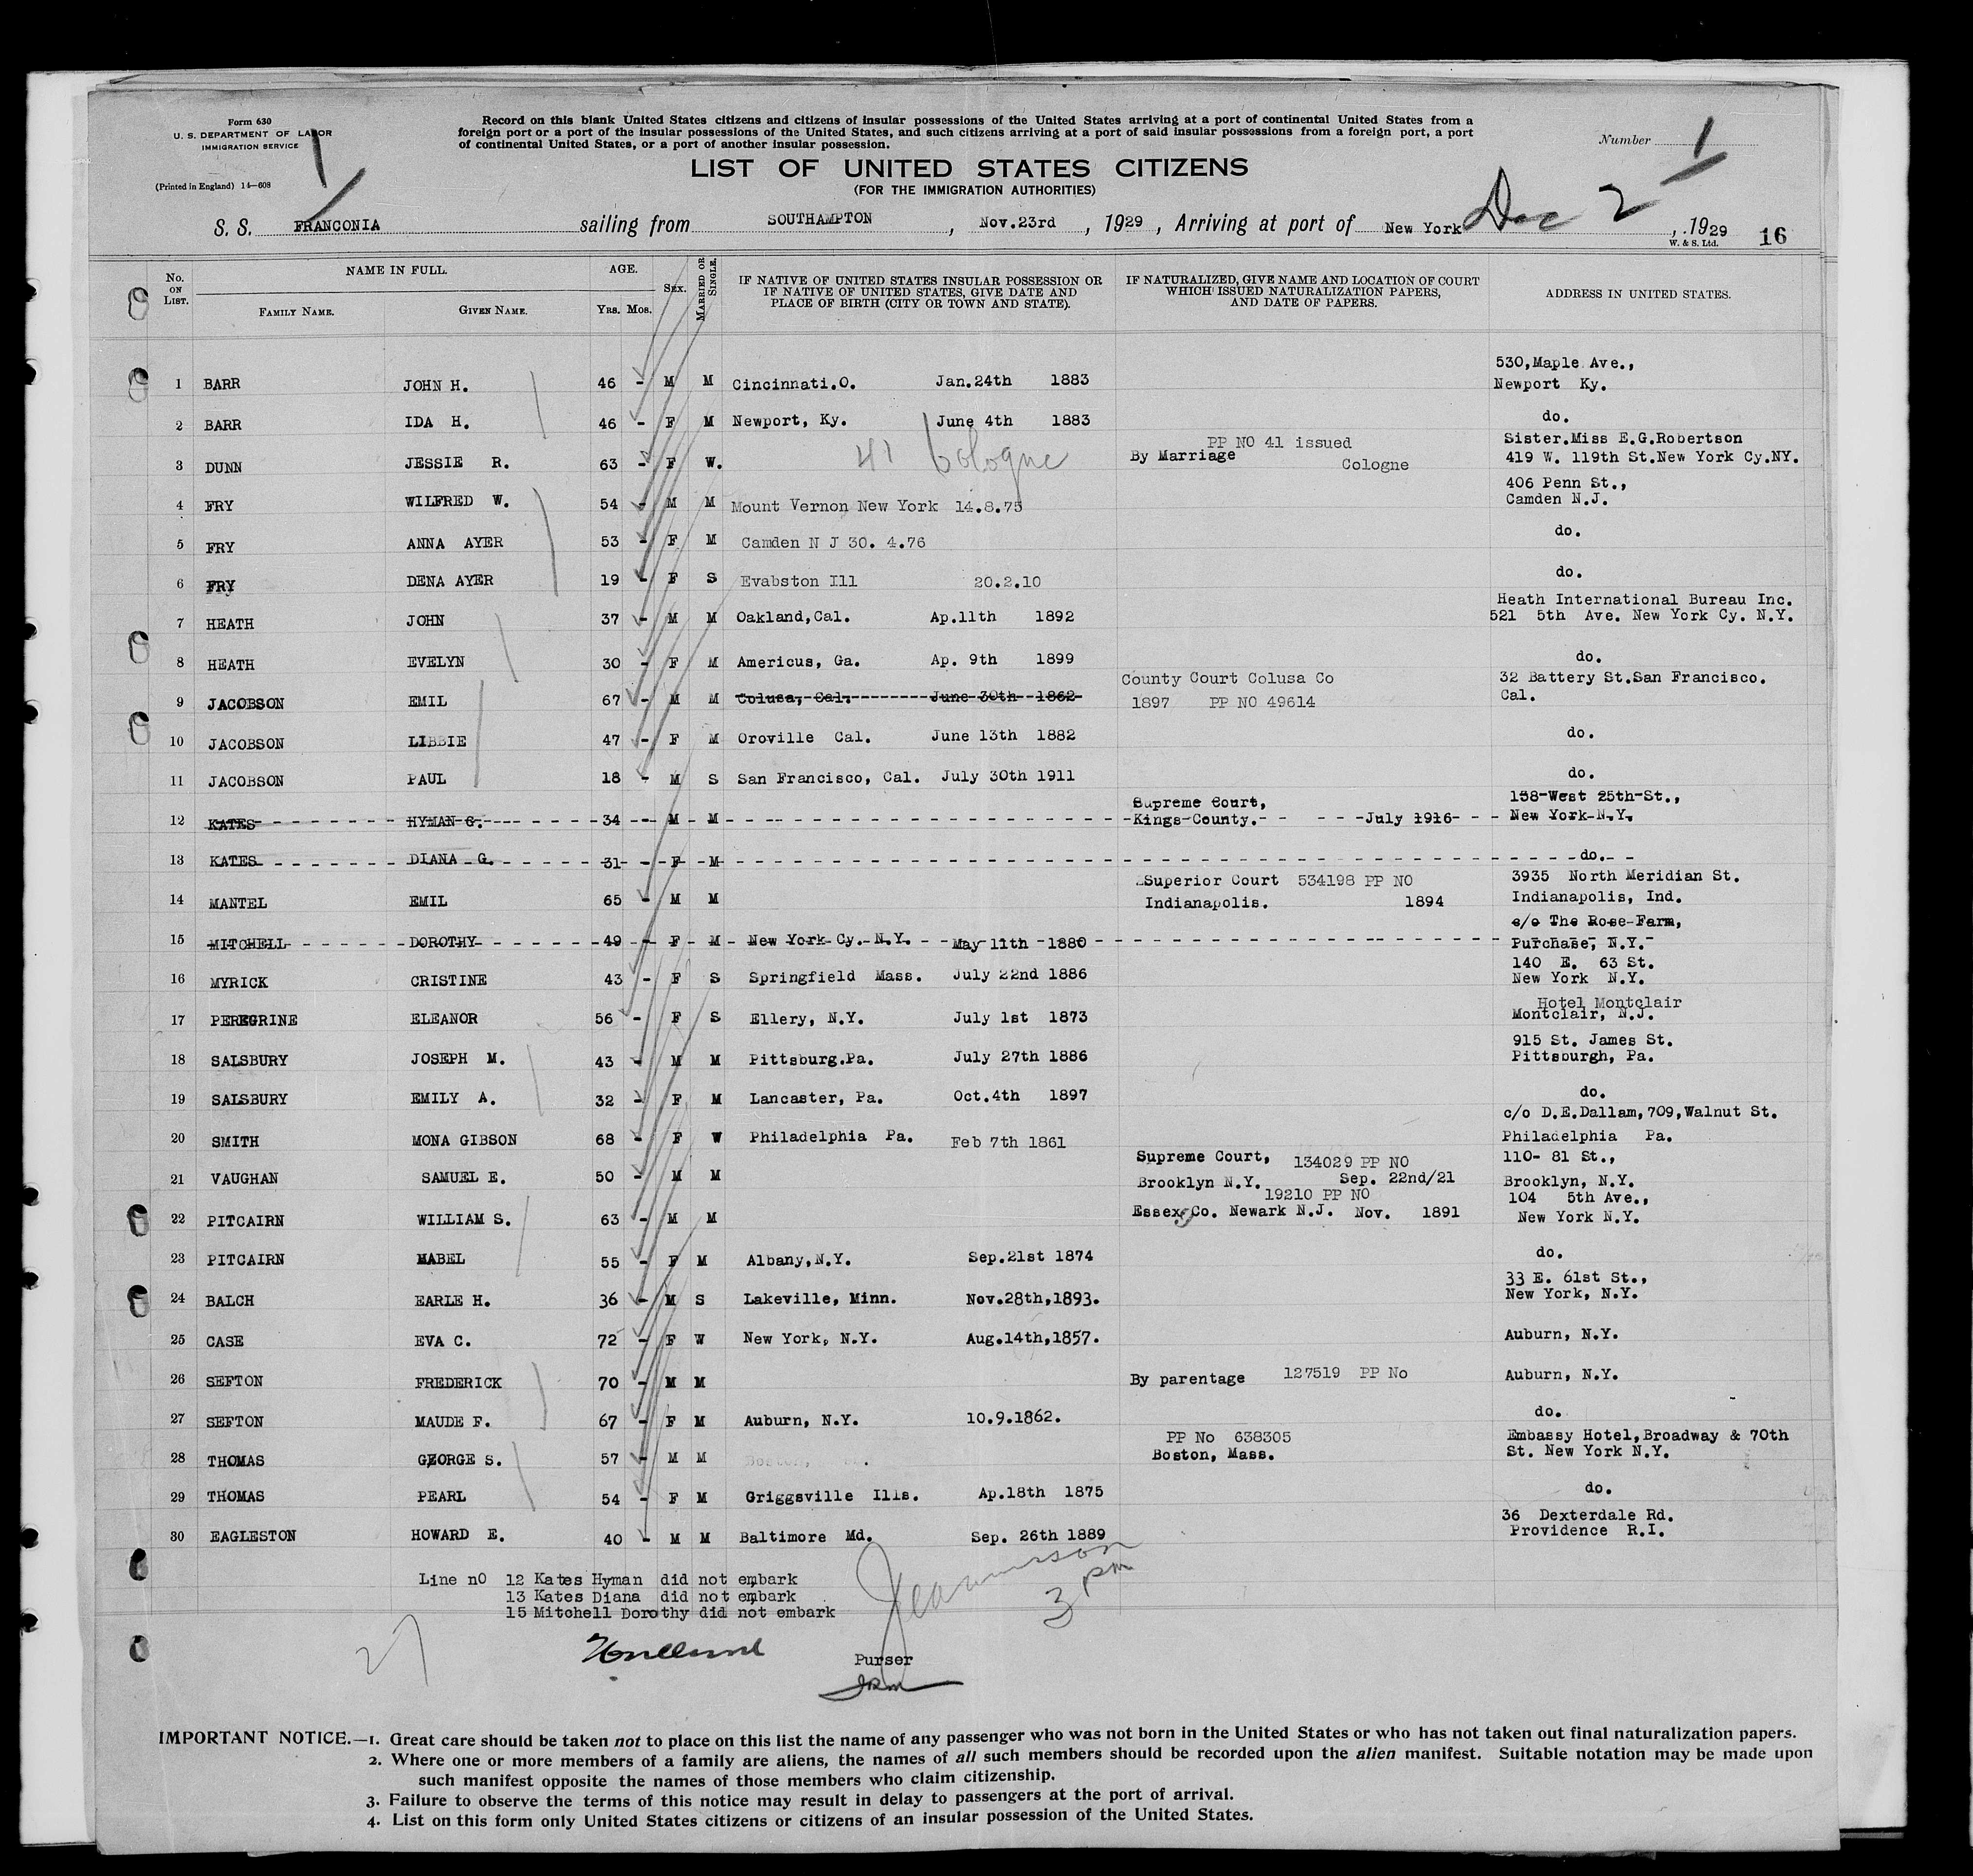 Form 630
U. S. DEPARTMENT OF LABOR
IMMIGRATION SERVICE
(Printed in England) 14—608
Record on this blank United States citizens and citizens of insular possessions of the United States arriving at a port of continental United States from a
foreign port or a port of the insular possessions of the United States, and such citizens arriving at a port of said insular possessions from a foreign port, a port
of continental United States, or a port of another insular possession.
Number 1
LIST OF UNITED STATES CITIZENS
(FOR THE IMMIGRATION AUTHORITIES)
S. S. FRANCONIA sailing from SOUTHAMPTON, Nov.23rd, 1929, Arriving at port of New York Dec 2, 1929
W. & S. Ltd. 16
No. ON LIST. NAME IN FULL. FAMILY NAME. GIVEN NAME. AGE. YRS. MOS. SEX. MARRIED OR SINGLE. IF NATIVE OF UNITED STATES INSULAR POSSESSION OR IF NATIVE OF UNITED STATES, GIVE DATE AND PLACE OF BIRTH (CITY OR TOWN AND STATE). IF NATURALIZED, GIVE NAME AND LOCATION OF COURT WHICH ISSUED NATURALIZATION PAPERS, AND DATE OF PAPERS. ADDRESS IN UNITED STATES.
530,Maple Ave.,
1 BARR JOHN H. 46 - M M Cincinnati.O. Jan.24th 1883 Newport Ky.
2 BARR IDA H. 46 - F M Newport, Ky. June 4th 1883 do.
41 Cologne PP NO 41 issued Sister.Miss E.G.Robertson
3 DUNN JESSIE R. 63 - F W. By Marriage Cologne 419 W. 119th St.New York Cy.NY.
406 Penn St.,
4 FRY WILFRED W. 54 - M M Mount Vernon New York 14.8.75 Camden N.J.
5 FRY ANNA AYER 53 - F M Camden N J 30. 4.76 do.
6 FRY DENA AYER 19 - F S Evabston Ill 20.2.10 do.
Heath International Bureau Inc.
7 HEATH JOHN 37 - M M Oakland,Cal. Ap.11th 1892 521 5th Ave. New York Cy. N.Y.
8 HEATH EVELYN 30 - F M Americus, Ga. Ap. 9th 1899 do.
County Court Colusa Co 32 Battery St.San Francisco.
9 JACOBSON EMIL 67 - M M Colusa, Cal. June 30th 1862 1897 PP NO 49614 Cal.
10 JACOBSON LIBBIE 47 - F M Oroville Cal. June 13th 1882 do.
11 JACOBSON PAUL 18 - M S San Francisco, Cal. July 30th 1911 do.
Supreme Court, 158-West 25th-St.,
12 KATES HYMAN G. 34 - M M Kings-County. July 1916 New York-N.Y.
13 KATES DIANA G. 31 - F M do.
Superior Court 534198 PP NO 3935 North Meridian St.
14 MANTEL EMIL 65 - M M Indianapolis. 1894 Indianapolis, Ind.
c/o The Rose-Farm,
15 MITCHELL DOROTHY 49 - F M New York Cy. N.Y. May 11th 1880 Purchase, N.Y.
140 E. 63 St.
16 MYRICK CRISTINE 43 - F S Springfield Mass. July 22nd 1886 New York N.Y.
Hotel Montclair
17 PEREGRINE ELEANOR 56 - F S Ellery, N.Y. July 1st 1873 Montclair, N.J.
915 St. James St.
18 SALSBURY JOSEPH M. 43 - M M Pittsburg.Pa. July 27th 1886 Pittsburgh, Pa.
19 SALSBURY EMILY A. 32 - F M Lancaster, Pa. Oct.4th 1897 do.
c/o D.E.Dallam,709,Walnut St.
20 SMITH MONA GIBSON 68 - F W Philadelphia Pa. Feb 7th 1861 Philadelphia Pa.
Supreme Court, 134029 PP NO 110- 81 St.,
21 VAUGHAN SAMUEL E. 50 - M M Brooklyn N.Y. Sep. 22nd/21 Brooklyn, N.Y.
19210 PP NO 104 5th Ave.,
22 PITCAIRN WILLIAM S. 63 - M M Essex Co. Newark N.J. Nov. 1891 New York N.Y.
23 PITCAIRN MABEL 55 - F M Albany,N.Y. Sep.21st 1874 do.
33 E. 61st St.,
24 BALCH EARLE H. 36 - M S Lakeville, Minn. Nov.28th,1893. New York, N.Y.
25 CASE EVA C. 72 - F W New York, N.Y. Aug.14th,1857. Auburn, N.Y.
26 SEFTON FREDERICK 70 - M M By parentage 127519 PP No Auburn, N.Y.
27 SEFTON MAUDE F. 67 - F M Auburn, N.Y. 10.9.1862. do.
PP No 638305 Embassy Hotel,Broadway & 70th
28 THOMAS GEORGE S. 57 - M M Boston, Mass. St. New York N.Y.
29 THOMAS PEARL 54 - F M Griggsville Ills. Ap.18th 1875 do.
36 Dexterdale Rd.
30 EAGLESTON HOWARD E. 40 - M M Baltimore Md. Sep. 26th 1889 Providence R.I.
Line nO 12 Kates Hyman did not embark
13 Kates Diana did not embark
15 Mitchell Dorothy did not embark
3 pm
27
Purser
IMPORTANT NOTICE.—1. Great care should be taken not to place on this list the name of any passenger who was not born in the United States or who has not taken out final naturalization papers.
2. Where one or more members of a family are aliens, the names of all such members should be recorded upon the alien manifest. Suitable notation may be made upon
such manifest opposite the names of those members who claim citizenship.
3. Failure to observe the terms of this notice may result in delay to passengers at the port of arrival.
4. List on this form only United States citizens or citizens of an insular possession of the United States.